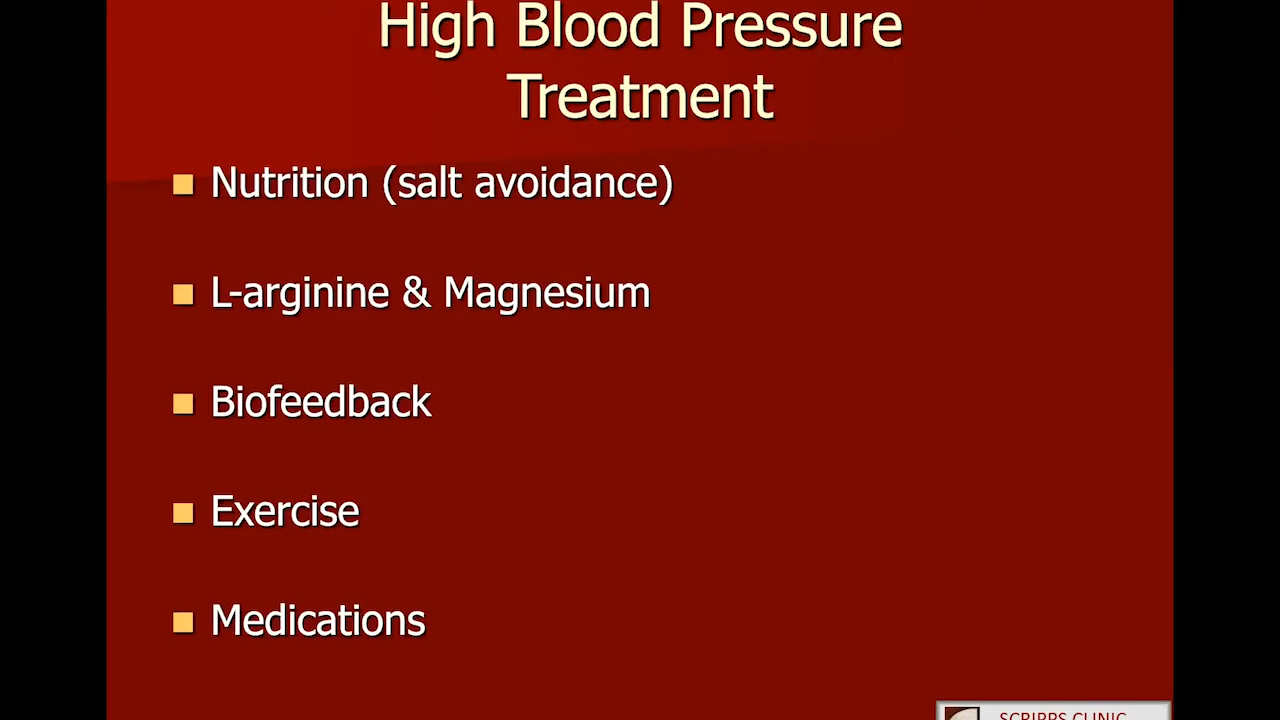 High Blood Pressure
Treatment
Nutrition (salt avoidance)
L-arginine & Magnesium
Biofeedback
Exercise
Medications
SCRIPPS CLINIC